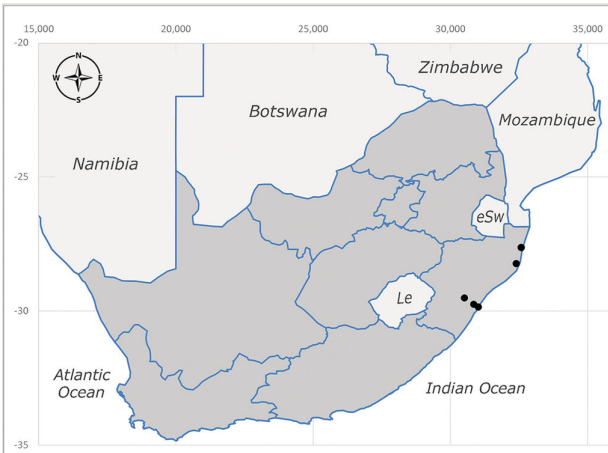 15,000 20,000 25,000 30,000 35,000
-20
N
W E
S
Zimbabwe
Botswana
Mozambique
Namibia
-25
eSw
Le
-30
Atlantic
Ocean
Indian Ocean
-35